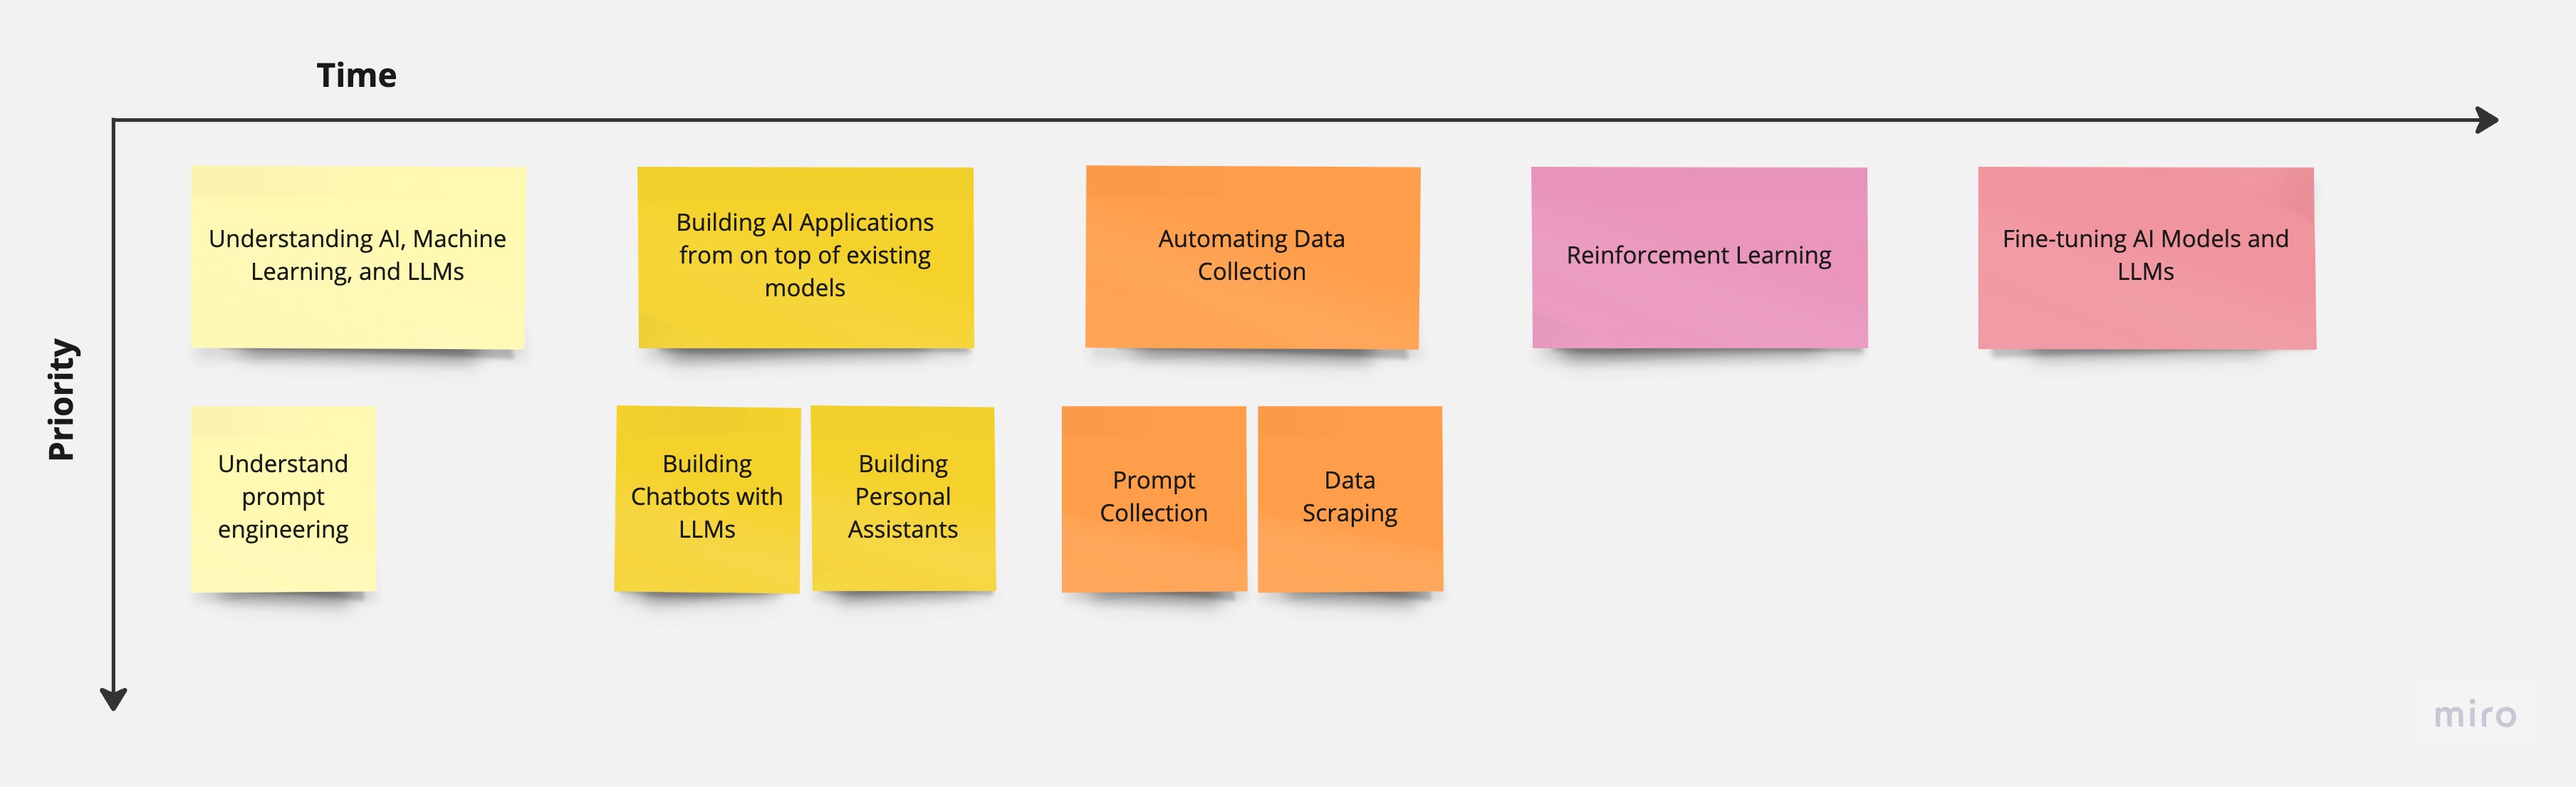 Time
Priority
Understanding AI, Machine
Learning, and LLMs
Building AI Applications
from on top of existing
models
Automating Data
Collection
Reinforcement Learning
Fine-tuning AI Models and
LLMs
Understand
prompt
engineering
Building
Chatbots with
LLMs
Building
Personal
Assistants
Prompt
Collection
Data
Scraping
miro